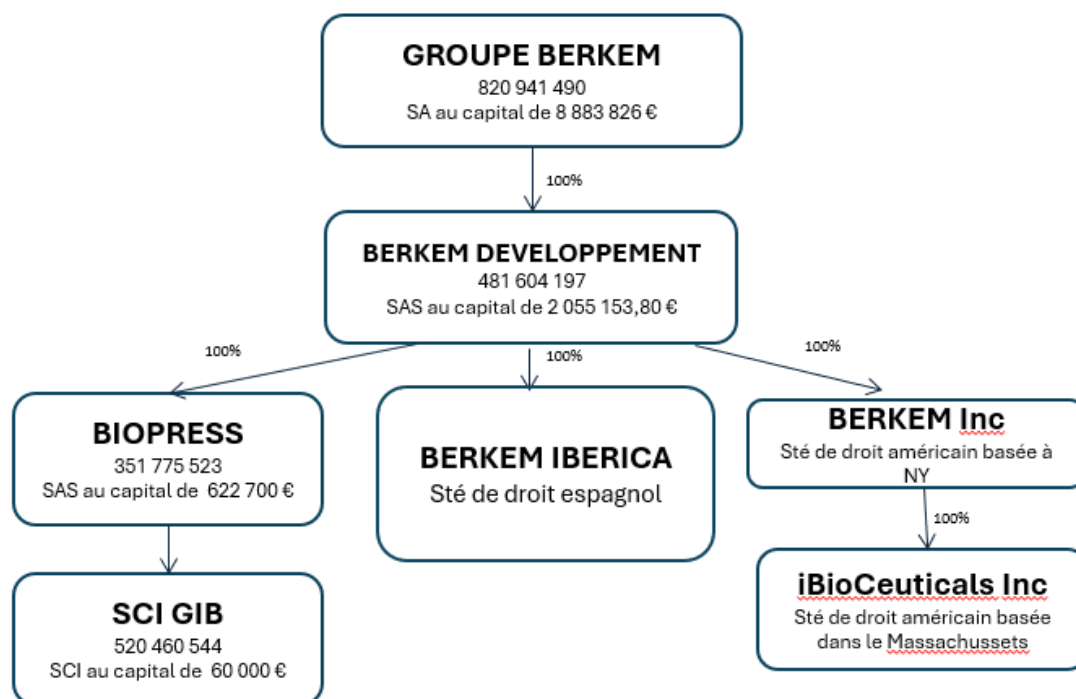 GROUPE BERKEM
820 941 490
SA au capital de 8 883 826 €
100%
BERKEM DEVELOPPEMENT
481 604 197
SAS au capital de 2 055 153,80 €
100%
100%
100%
BIOPRESS
351 775 523
SAS au capital de 622 700 €
BERKEM IBERICA
Sté de droit espagnol
BERKEM Inc
Sté de droit américain basée à
NY
100%
SCI GIB
520 460 544
SCI au capital de 60 000 €
iBioCeuticals Inc
Sté de droit américain basée
dans le Massachussets